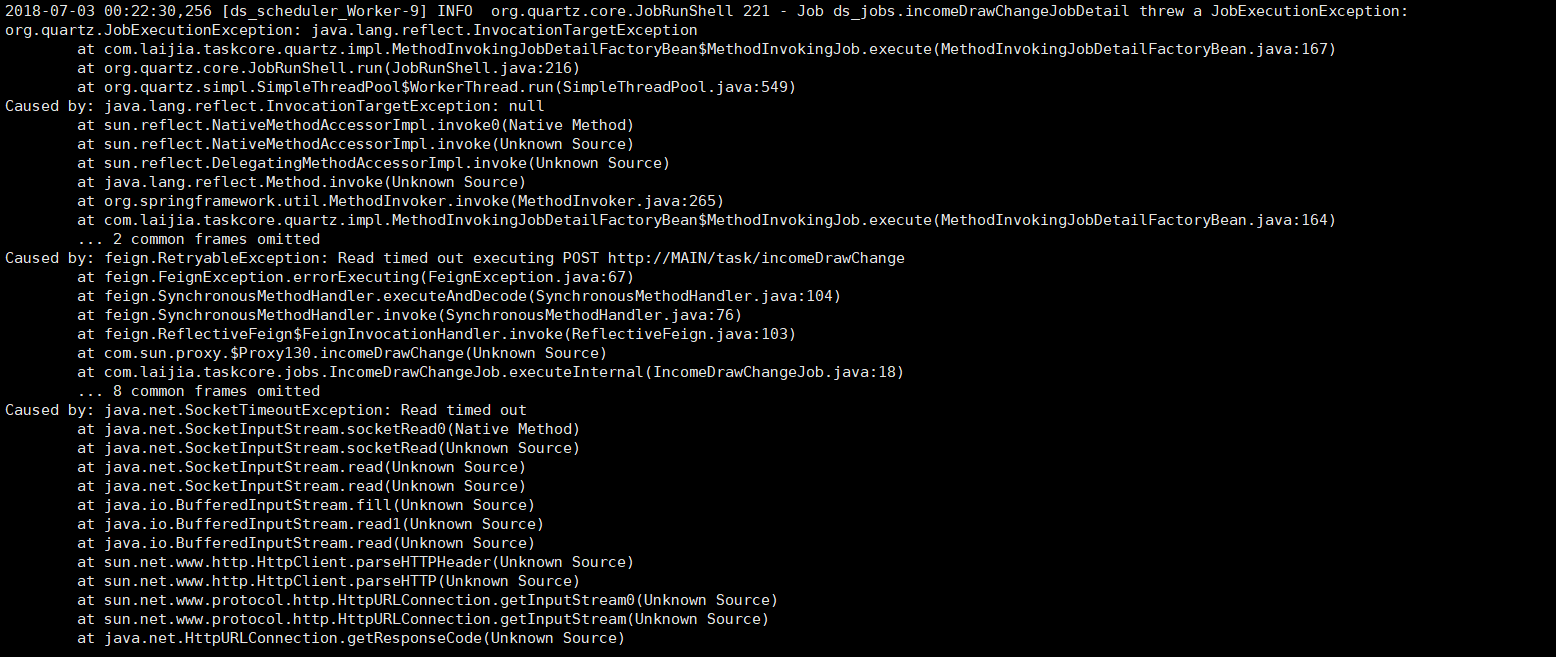 2018-07-03 00:22:30,256 [ds_scheduler_Worker-9] INFO  org.quartz.core.JobRunShell 221 - Job ds_jobs.incomeDrawChangeJobDetail threw a JobExecutionException:
org.quartz.JobExecutionException: java.lang.reflect.InvocationTargetException
        at com.laijia.taskcore.quartz.impl.MethodInvokingJobDetailFactoryBean$MethodInvokingJob.execute(MethodInvokingJobDetailFactoryBean.java:167)
        at org.quartz.core.JobRunShell.run(JobRunShell.java:216)
        at org.quartz.simpl.SimpleThreadPool$WorkerThread.run(SimpleThreadPool.java:549)
Caused by: java.lang.reflect.InvocationTargetException: null
        at sun.reflect.NativeMethodAccessorImpl.invoke0(Native Method)
        at sun.reflect.NativeMethodAccessorImpl.invoke(Unknown Source)
        at sun.reflect.DelegatingMethodAccessorImpl.invoke(Unknown Source)
        at java.lang.reflect.Method.invoke(Unknown Source)
        at org.springframework.util.MethodInvoker.invoke(MethodInvoker.java:265)
        at com.laijia.taskcore.quartz.impl.MethodInvokingJobDetailFactoryBean$MethodInvokingJob.execute(MethodInvokingJobDetailFactoryBean.java:164)
        ... 2 common frames omitted
Caused by: feign.RetryableException: Read timed out executing POST http://MAIN/task/incomeDrawChange
        at feign.FeignException.errorExecuting(FeignException.java:67)
        at feign.SynchronousMethodHandler.executeAndDecode(SynchronousMethodHandler.java:104)
        at feign.SynchronousMethodHandler.invoke(SynchronousMethodHandler.java:76)
        at feign.ReflectiveFeign$FeignInvocationHandler.invoke(ReflectiveFeign.java:103)
        at com.sun.proxy.$Proxy130.incomeDrawChange(Unknown Source)
        at com.laijia.taskcore.jobs.IncomeDrawChangeJob.executeInternal(IncomeDrawChangeJob.java:18)
        ... 8 common frames omitted
Caused by: java.net.SocketTimeoutException: Read timed out
        at java.net.SocketInputStream.socketRead0(Native Method)
        at java.net.SocketInputStream.socketRead(Unknown Source)
        at java.net.SocketInputStream.read(Unknown Source)
        at java.net.SocketInputStream.read(Unknown Source)
        at java.io.BufferedInputStream.fill(Unknown Source)
        at java.io.BufferedInputStream.read1(Unknown Source)
        at java.io.BufferedInputStream.read(Unknown Source)
        at sun.net.www.http.HttpClient.parseHTTPHeader(Unknown Source)
        at sun.net.www.http.HttpClient.parseHTTP(Unknown Source)
        at sun.net.www.protocol.http.HttpURLConnection.getInputStream0(Unknown Source)
        at sun.net.www.protocol.http.HttpURLConnection.getInputStream(Unknown Source)
        at java.net.HttpURLConnection.getResponseCode(Unknown Source)